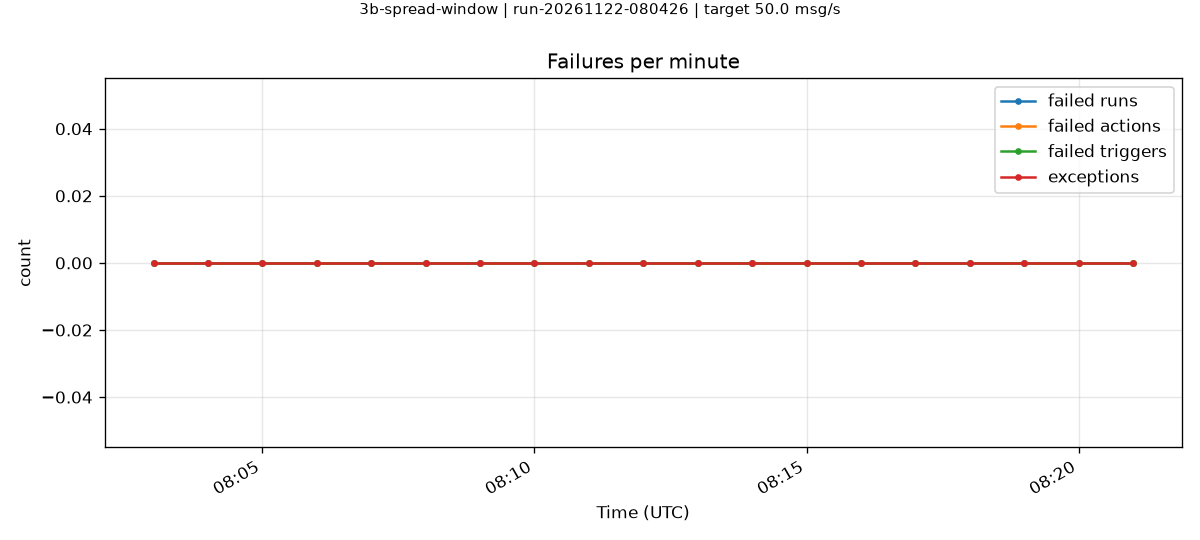 3b-spread-window | run-20261122-080426 | target 50.0 msg/s
Failures per minute
failed runs
failed actions
failed triggers
exceptions
count
0.04
0.02
0.00
−0.02
−0.04
08:05
08:10
08:15
08:20
Time (UTC)